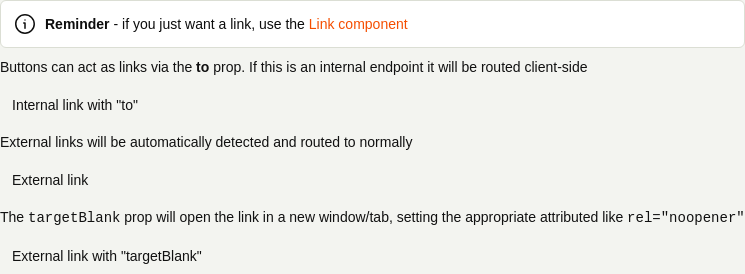 Reminder - if you just want a link, use the Link component
Buttons can act as links via the to prop. If this is an internal endpoint it will be routed client-side
Internal link with "to"
External links will be automatically detected and routed to normally
External link
The targetBlank prop will open the link in a new window/tab, setting the appropriate attributed like rel="noopener"
External link with "targetBlank"